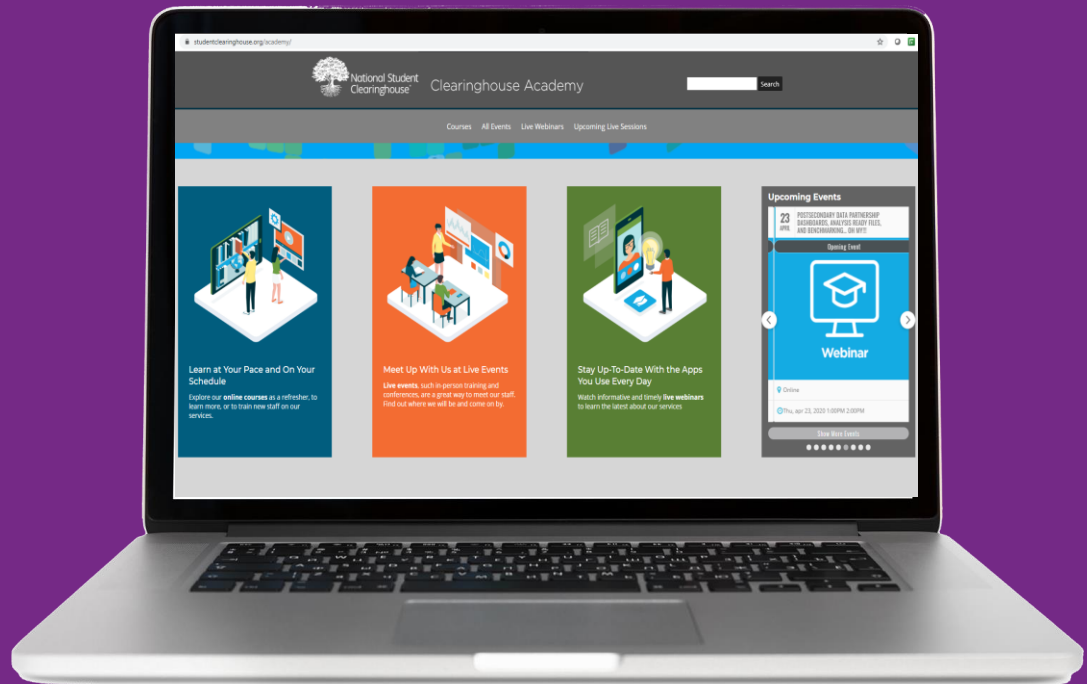 studentclearinghouse.org/academy/
National Student
Clearinghouse
Clearinghouse Academy
Search
Courses All Events Live Webinars Upcoming Live Sessions
Learn at Your Pace and On Your
Schedule
Explore our online courses as a refresher, to
learn more, or to train new staff on our
services.
Meet Up With Us at Live Events
Live events, such in-person training and
conferences, are a great way to meet our staff.
Find out where we will be and come on by.
Stay Up-To-Date With the Apps
You Use Every Day
Watch informative and timely live webinars
to learn the latest about our services
Upcoming Events
23
APRIL
POSTSECONDARY DATA PARTNERSHIP
DASHBOARDS, ANALYSIS READY FILES,
AND BENCHMARKING... OH MY!!
Opening Event
Webinar
Online
Thu, apr 23, 2020 1:00PM 2:00PM
Show More Events